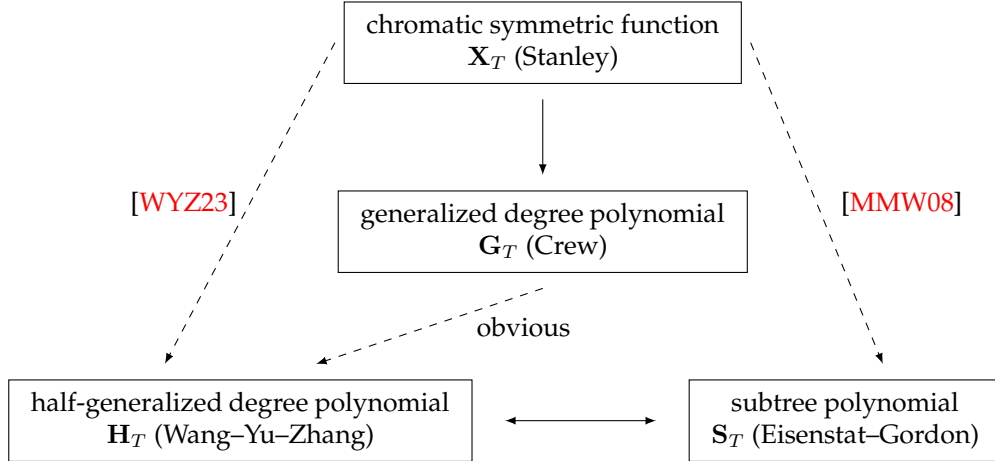 chromatic symmetric function
X_T (Stanley)
[WYZ23]
[MMW08]
generalized degree polynomial
G_T (Crew)
obvious
half-generalized degree polynomial
H_T (Wang–Yu–Zhang)
subtree polynomial
S_T (Eisenstat–Gordon)